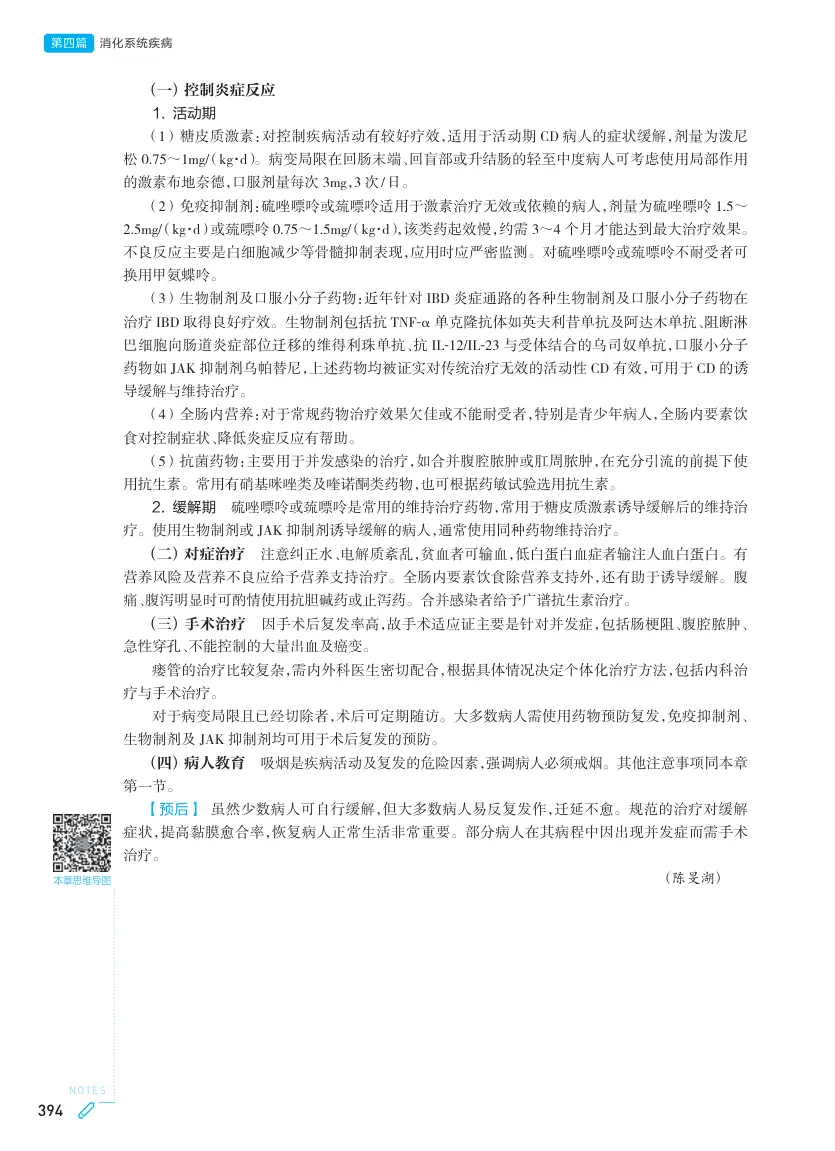 第四篇 消化系统疾病
（一）控制炎症反应
1. 活动期
（1）糖皮质激素：对控制疾病活动有较好疗效，适用于活动期 CD 病人的症状缓解，剂量为泼尼
松 0.75～1mg/（kg·d）。病变局限在回肠末端、回盲部或升结肠的轻至中度病人可考虑使用局部作用
的激素布地奈德，口服剂量每次 3mg，3 次/日。
（2）免疫抑制剂：硫唑嘌呤或巯嘌呤适用于激素治疗无效或依赖的病人，剂量为硫唑嘌呤 1.5～
2.5mg/（kg·d）或巯嘌呤 0.75～1.5mg/（kg·d），该类药起效慢，约需 3～4 个月才能达到最大治疗效果。
不良反应主要是白细胞减少等骨髓抑制表现，应用时应严密监测。对硫唑嘌呤或巯嘌呤不耐受者可
换用甲氨蝶呤。
（3）生物制剂及口服小分子药物：近年针对 IBD 炎症通路的各种生物制剂及口服小分子药物在
治疗 IBD 取得良好疗效。生物制剂包括抗 TNF-α 单克隆抗体如英夫利昔单抗及阿达木单抗、阻断淋
巴细胞向肠道炎症部位迁移的维得利珠单抗、抗 IL-12/IL-23 与受体结合的乌司奴单抗，口服小分子
药物如 JAK 抑制剂乌帕替尼，上述药物均被证实对传统治疗无效的活动性 CD 有效，可用于 CD 的诱
导缓解与维持治疗。
（4）全肠内营养：对于常规药物治疗效果欠佳或不能耐受者，特别是青少年病人，全肠内要素饮
食对控制症状、降低炎症反应有帮助。
（5）抗菌药物：主要用于并发感染的治疗，如合并腹腔脓肿或肛周脓肿，在充分引流的前提下使
用抗生素。常用有硝基咪唑类及喹诺酮类药物，也可根据药敏试验选用抗生素。
2. 缓解期 硫唑嘌呤或巯嘌呤是常用的维持治疗药物，常用于糖皮质激素诱导缓解后的维持治
疗。使用生物制剂或 JAK 抑制剂诱导缓解的病人，通常使用同种药物维持治疗。
（二）对症治疗 注意纠正水、电解质紊乱，贫血者可输血，低白蛋白血症者输注人血白蛋白。有
营养风险及营养不良应给予营养支持治疗。全肠内要素饮食除营养支持外，还有助于诱导缓解。腹
痛、腹泻明显时可酌情使用抗胆碱药或止泻药。合并感染者给予广谱抗生素治疗。
（三）手术治疗 因手术后复发率高，故手术适应证主要是针对并发症，包括肠梗阻、腹腔脓肿、
急性穿孔、不能控制的大量出血及癌变。
瘘管的治疗比较复杂，需内外科医生密切配合，根据具体情况决定个体化治疗方法，包括内科治
疗与手术治疗。
对于病变局限且已经切除者，术后可定期随访。大多数病人需使用药物预防复发，免疫抑制剂、
生物制剂及 JAK 抑制剂均可用于术后复发的预防。
（四）病人教育 吸烟是疾病活动及复发的危险因素，强调病人必须戒烟。其他注意事项同本章
第一节。
【预后】 虽然少数病人可自行缓解，但大多数病人易反复发作，迁延不愈。规范的治疗对缓解
症状，提高黏膜愈合率，恢复病人正常生活非常重要。部分病人在其病程中因出现并发症而需手术
治疗。
本章思维导图
（陈旻湖）
NOTES
394